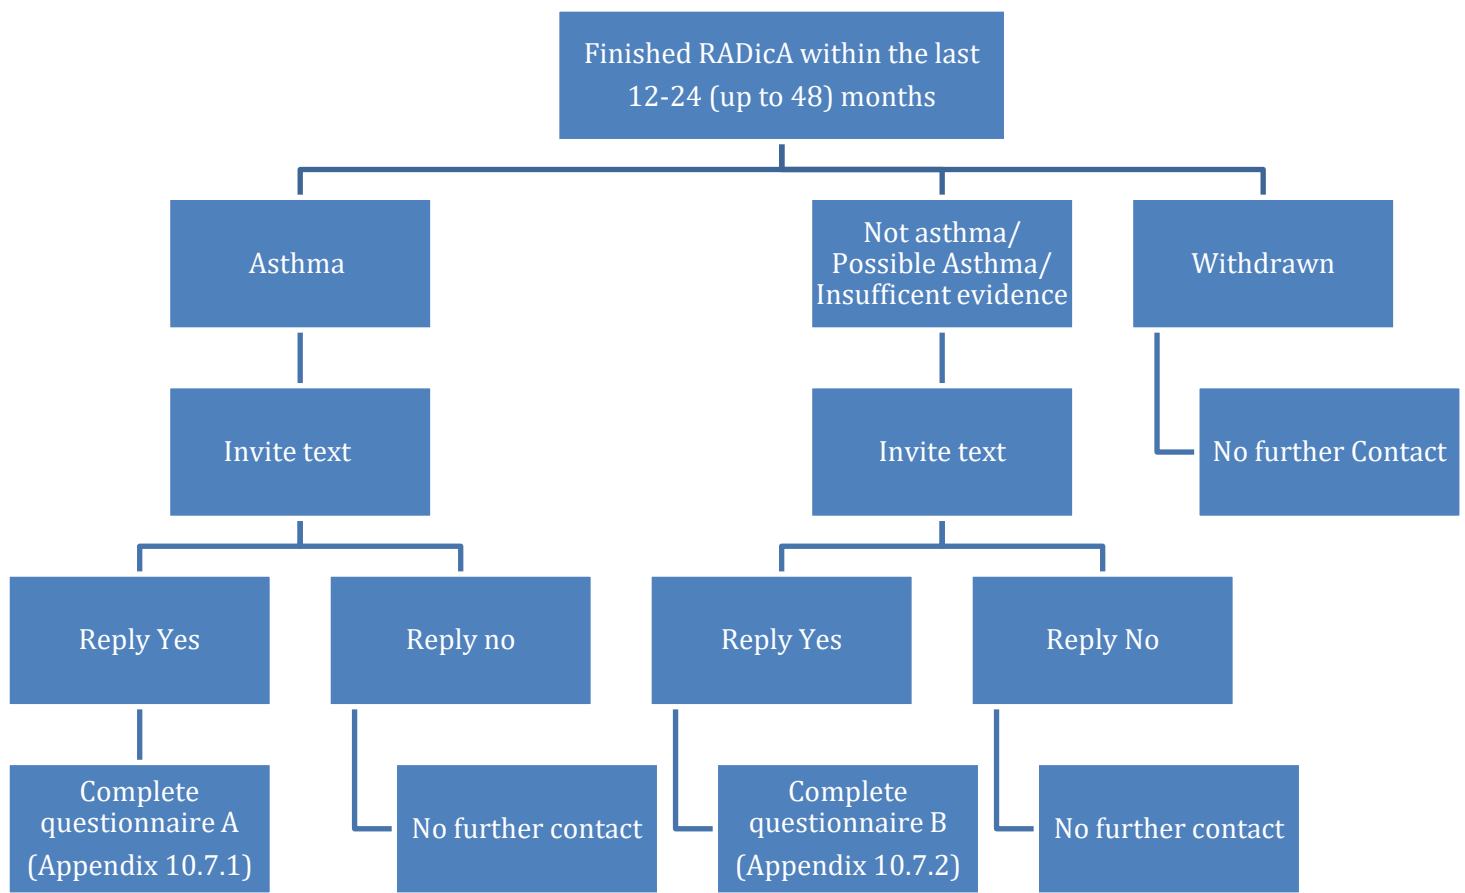 Finished RADicA within the last
12-24 (up to 48) months
Asthma
Not asthma/
Possible Asthma/
Insufficent evidence
Withdrawn
Invite text
Invite text
No further Contact
Reply Yes
Reply no
Reply Yes
Reply No
Complete
questionnaire A
(Appendix 10.7.1)
No further contact
Complete
questionnaire B
(Appendix 10.7.2)
No further contact